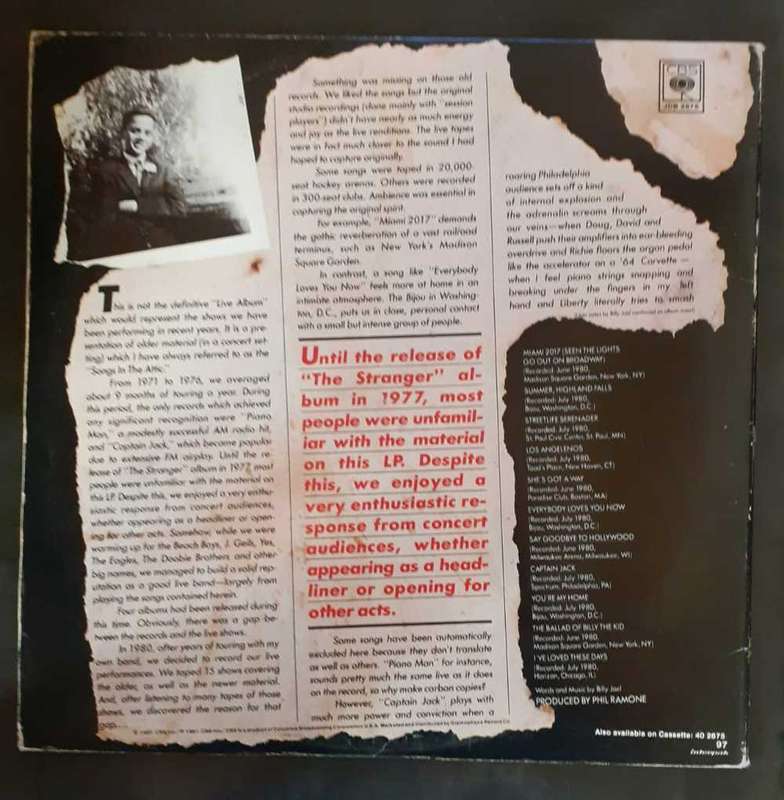 This is not the definitive "Live Album"
which would represent the shows we have
been performing in recent years. It is a pre-
sentation of older material (in a concert set-
ting) which I have always referred to as the
"Songs In The Attic."
From 1971 to 1976, we averaged
about 9 months of touring a year. During
this period, the only records which achieved
any significant recognition were "Piano
Man," a modestly successful AM radio hit,
and "Captain Jack," which became popular
due to extensive FM airplay. Until the re-
lease of "The Stranger" album in 1977, most
people were unfamiliar with the material on
this LP. Despite this, we enjoyed a very enthu-
siastic response from concert audiences,
whether appearing as a headliner or open-
ing for other acts. Somehow, while we were
warming up for the Beach Boys, J. Geils, Yes,
The Eagles, The Doobie Brothers and other
big names, we managed to build a solid rep-
utation as a good live band—largely from
playing the songs contained herein.
Four albums had been released during
this time. Obviously, there was a gap be-
tween the records and the live shows.
In 1980, after years of touring with my
own band, we decided to record our live
performances. We taped 15 shows covering
the older, as well as the newer material.
And, after listening to many tapes of those
shows, we discovered the reason for that
gap.
Something was missing on those old
records. We liked the songs but the original
studio recordings (done mainly with "session
players") didn't have nearly as much energy
and joy as the live renditions. The live tapes
were in fact much closer to the sound I had
hoped to capture originally.
Some songs were taped in 20,000-
seat hockey arenas. Others were recorded
in 300-seat clubs. Ambience was essential in
capturing the original spirit.
For example, "Miami 2017" demands
the gothic reverberation of a vast railroad
terminus, such as New York's Madison
Square Garden.
In contrast, a song like "Everybody
Loves You Now" feels more at home in an
intimate atmosphere. The Bijou in Washing-
ton, D.C., puts us in close, personal contact
with a small but intense group of people.
Until the release of
"The Stranger" al-
bum in 1977, most
people were unfamil-
iar with the material
on this LP. Despite
this, we enjoyed a
very enthusiastic re-
sponse from concert
audiences, whether
appearing as a head-
liner or opening for
other acts.
Some songs have been automatically
excluded here because they don't translate
as well as others. "Piano Man" for instance,
sounds pretty much the same live as it does
on the record, so why make carbon copies?
However, "Captain Jack" plays with
much more power and conviction when a
CBS
roaring Philadelphia
audience sets off a kind
of internal explosion and
the adrenalin screams through
our veins—when Doug, David and
Russell push their amplifiers into ear-bleeding
overdrive and Richie floors the organ pedal
like the accelerator on a '64 Corvette—
when I feel piano strings snapping and
breaking under the fingers in my left
hand and Liberty literally tries to smash
MIAMI 2017 (SEEN THE LIGHTS
GO OUT ON BROADWAY)
(Recorded: June 1980,
Madison Square Garden, New York, NY)
SUMMER, HIGHLAND FALLS
(Recorded: July 1980,
Bijou, Washington, D.C.)
STREETLIFE SERENADER
(Recorded: July 1980,
St. Paul Civic Center, St. Paul, MN)
LOS ANGELENOS
(Recorded: July 1980,
Toad's Place, New Haven, CT)
SHE'S GOT A WAY
(Recorded: June 1980,
Paradise Club, Boston, MA)
EVERYBODY LOVES YOU NOW
(Recorded: July 1980,
Bijou, Washington, D.C.)
SAY GOODBYE TO HOLLYWOOD
(Recorded: June 1980,
Milwaukee Arena, Milwaukee, WI)
CAPTAIN JACK
(Recorded: July 1980,
Spectrum, Philadelphia, PA)
YOU'RE MY HOME
(Recorded: July 1980,
Bijou, Washington, D.C.)
THE BALLAD OF BILLY THE KID
(Recorded: June 1980,
Madison Square Garden, New York, NY)
I'VE LOVED THESE DAYS
(Recorded: July 1980,
Horizon, Chicago, IL)
Words and Music by Billy Joel
PRODUCED BY PHIL RAMONE
Also available on Cassette: 40 2675
97